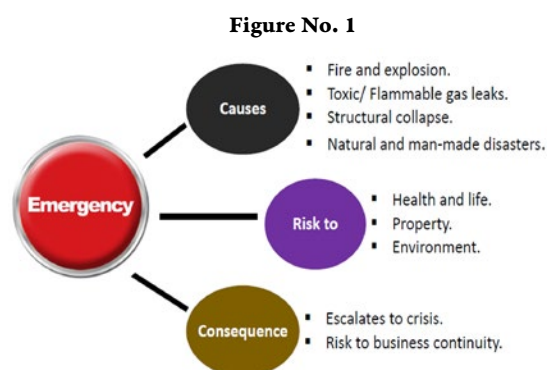 Figure No. 1
Emergency
Causes
▪ Fire and explosion.
▪ Toxic/ Flammable gas leaks.
▪ Structural collapse.
▪ Natural and man-made disasters.
Risk to
▪ Health and life.
▪ Property.
▪ Environment.
Consequence
▪ Escalates to crisis.
▪ Risk to business continuity.